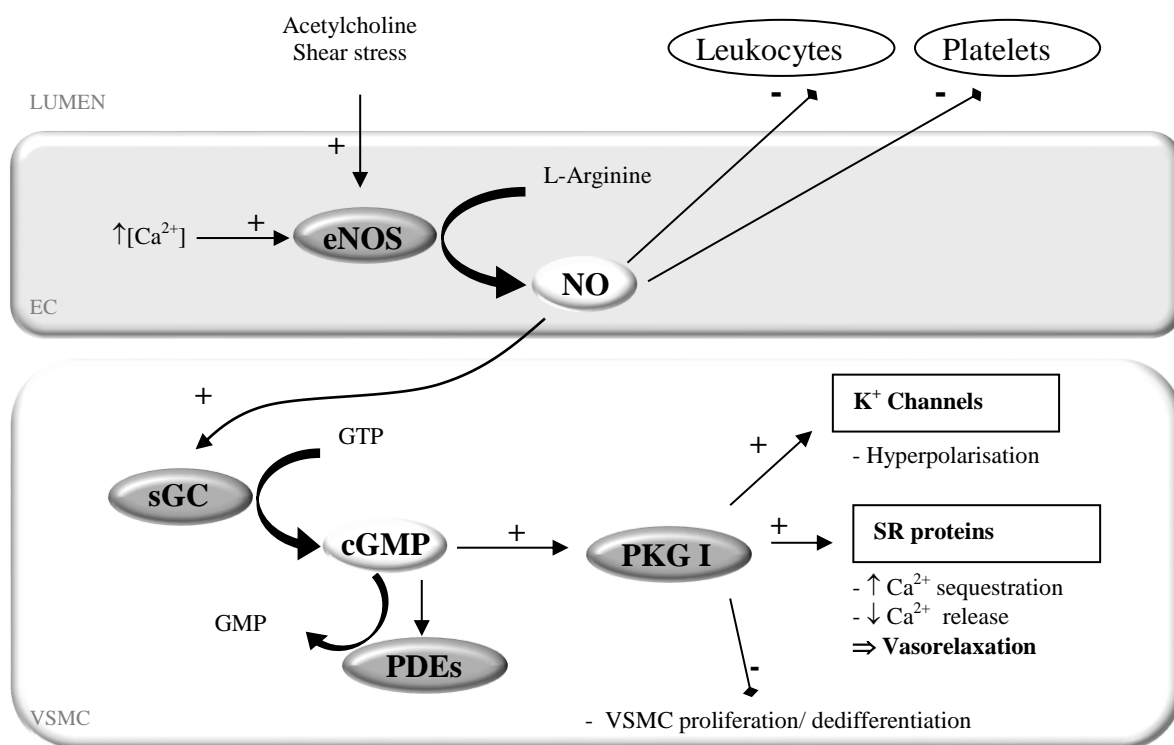 Acetylcholine
Shear stress
Leukocytes
Platelets
-
-
LUMEN
+
L-Arginine
↑[Ca²⁺]
+
eNOS
NO
EC
+
K⁺ Channels
GTP
+
- Hyperpolarisation
sGC
SR proteins
cGMP
+
PKG I
+
- ↑ Ca²⁺ sequestration
GMP
- ↓ Ca²⁺ release
⇒ Vasorelaxation
PDEs
-
VSMC
- VSMC proliferation/ dedifferentiation